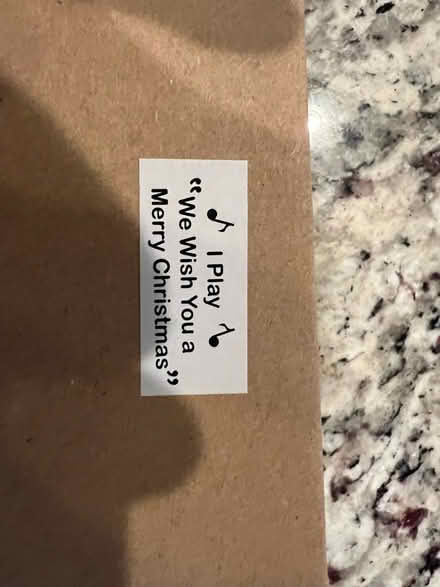 ♪ I Play ♪
“We Wish You a
Merry Christmas”